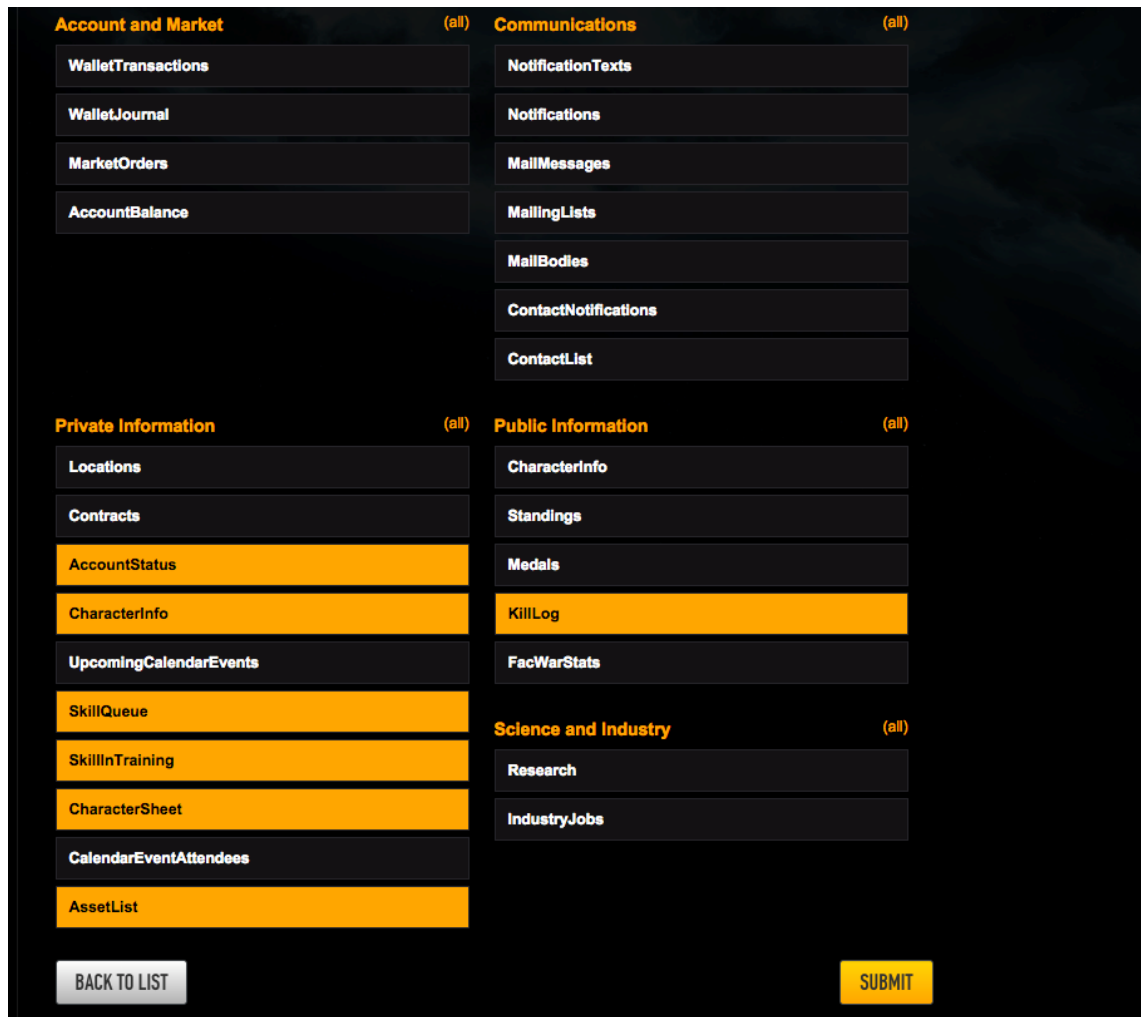 Account and Market (all)
WalletTransactions
WalletJournal
MarketOrders
AccountBalance
Communications (all)
NotificationTexts
Notifications
MailMessages
MailingLists
MailBodies
ContactNotifications
ContactList
Private Information (all)
Locations
Contracts
AccountStatus
CharacterInfo
UpcomingCalendarEvents
SkillQueue
SkillInTraining
CharacterSheet
CalendarEventAttendees
AssetList
Public Information (all)
CharacterInfo
Standings
Medals
KillLog
FacWarStats
Science and Industry (all)
Research
IndustryJobs
BACK TO LIST
SUBMIT